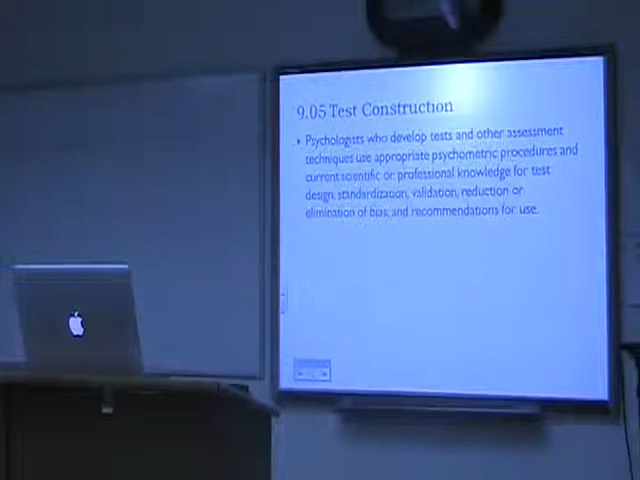 9.05 Test Construction
Psychologists who develop tests and other assessment
techniques use appropriate psychometric procedures and
current scientific or professional knowledge for test
design, standardization, validation, reduction or
elimination of bias, and recommendations for use.